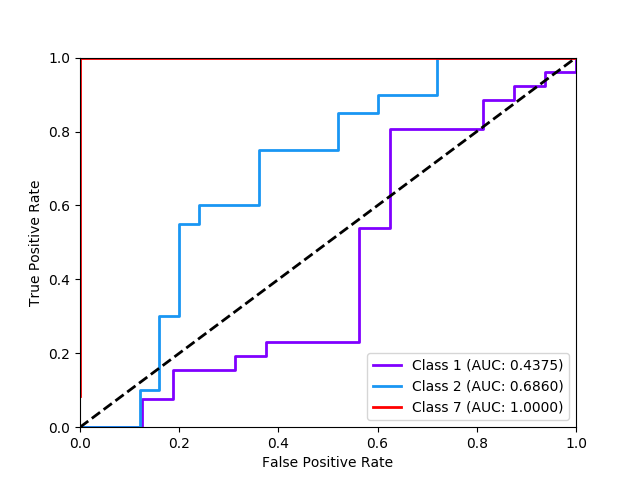 1.0
0.8
0.6
0.4
0.2
0.0
True Positive Rate
Class 1 (AUC: 0.4375)
Class 2 (AUC: 0.6860)
Class 7 (AUC: 1.0000)
0.0 0.2 0.4 0.6 0.8 1.0
False Positive Rate